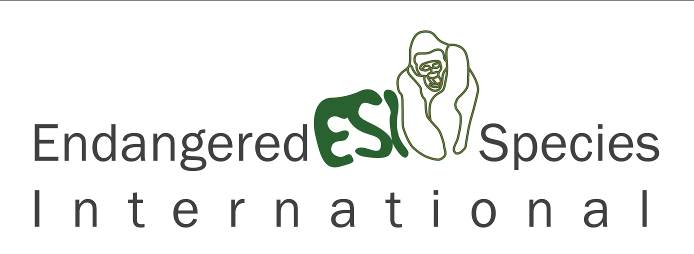 Endangered ESI Species
International